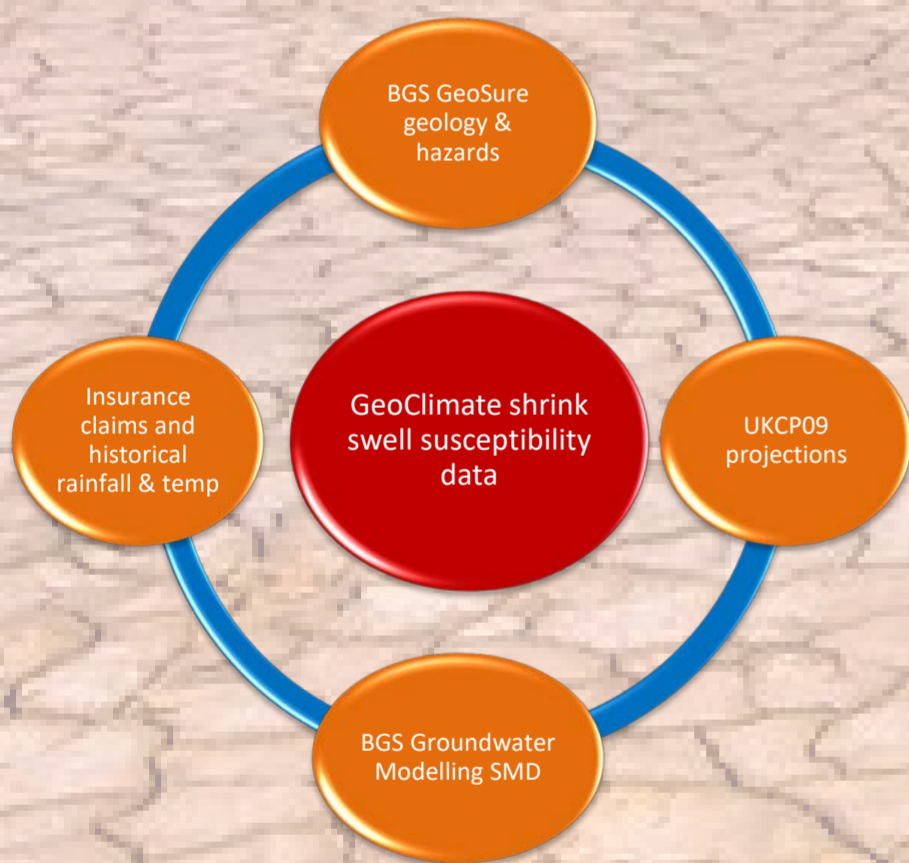 BGS GeoSure
geology &
hazards
Insurance
claims and
historical
rainfall & temp
GeoClimate shrink
swell susceptibility
data
UKCP09
projections
BGS Groundwater
Modelling SMD